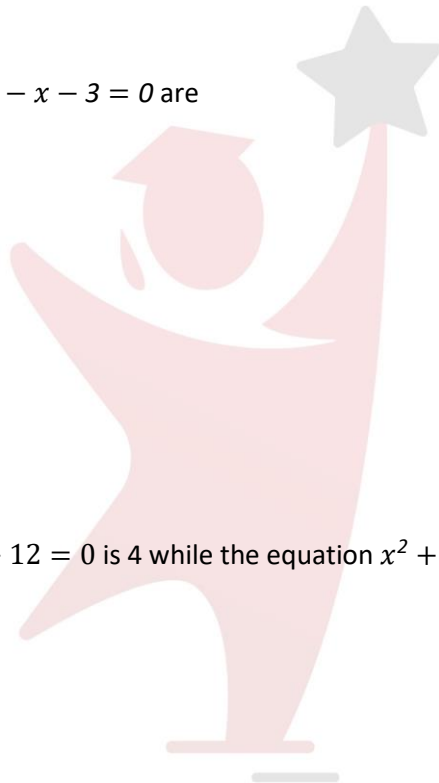 − x − 3 = 0 are
12 = 0 is 4 while the equation x² +